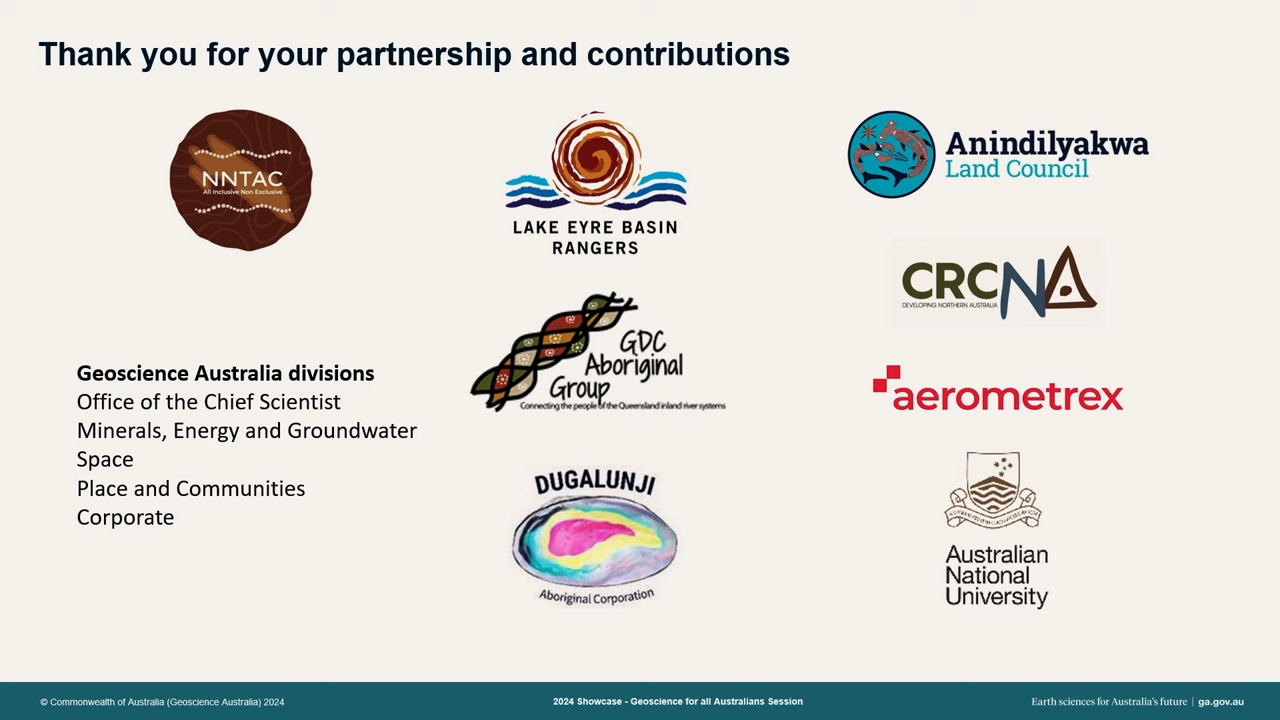 Thank you for your partnership and contributions
NNTAC
All Inclusive Non Exclusive
LAKE EYRE BASIN
RANGERS
Anindilyakwa
Land Council
CRCNA
DEVELOPING NORTHERN AUSTRALIA
GDC
Aboriginal
Group
Connecting the people of the Queensland inland river systems
Geoscience Australia divisions
Office of the Chief Scientist
Minerals, Energy and Groundwater
Space
Place and Communities
Corporate
aerometrex
DUGALUNJI
Aboriginal Corporation
Australian
National
University
© Commonwealth of Australia (Geoscience Australia) 2024
2024 Showcase - Geoscience for all Australians Session
Earth sciences for Australia's future | ga.gov.au